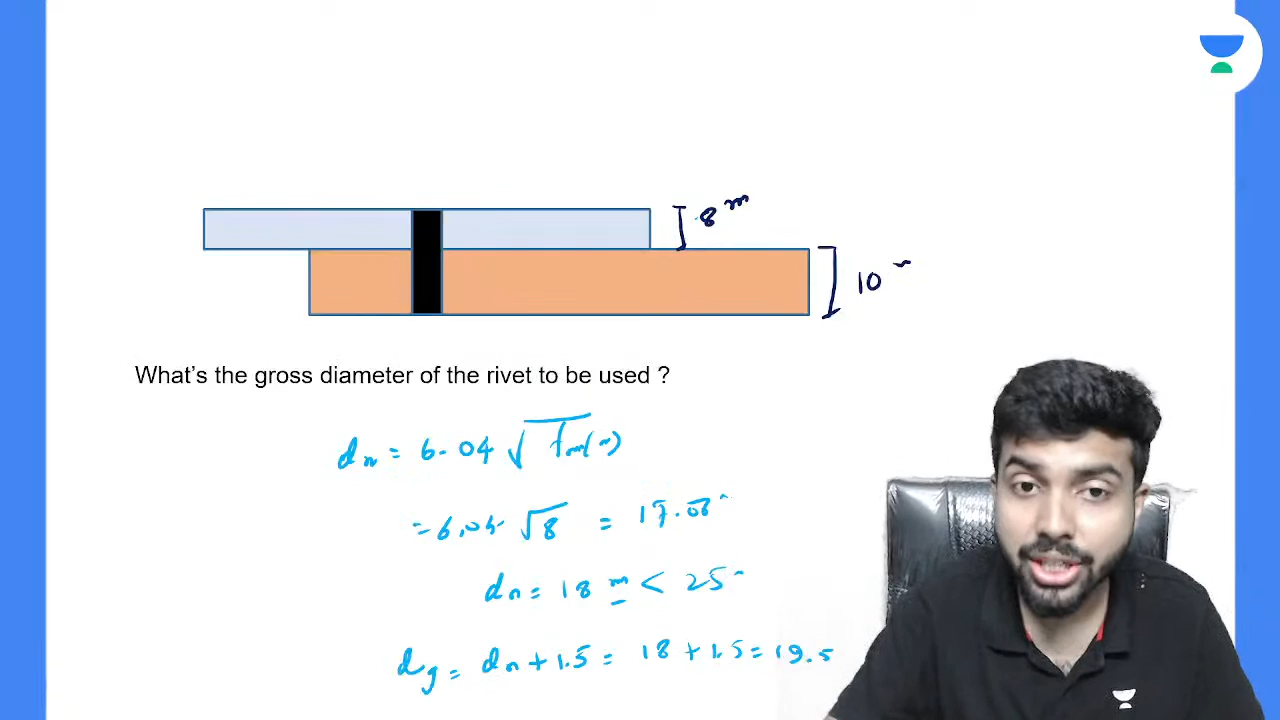 8 m
10
What's the gross diameter of the rivet to be used ?
dn = 6.04 √tm(m)
= 6.04 √8 = 17.08
dn = 18 m < 25
dg = dn + 1.5 = 18 + 1.5 = 19.5